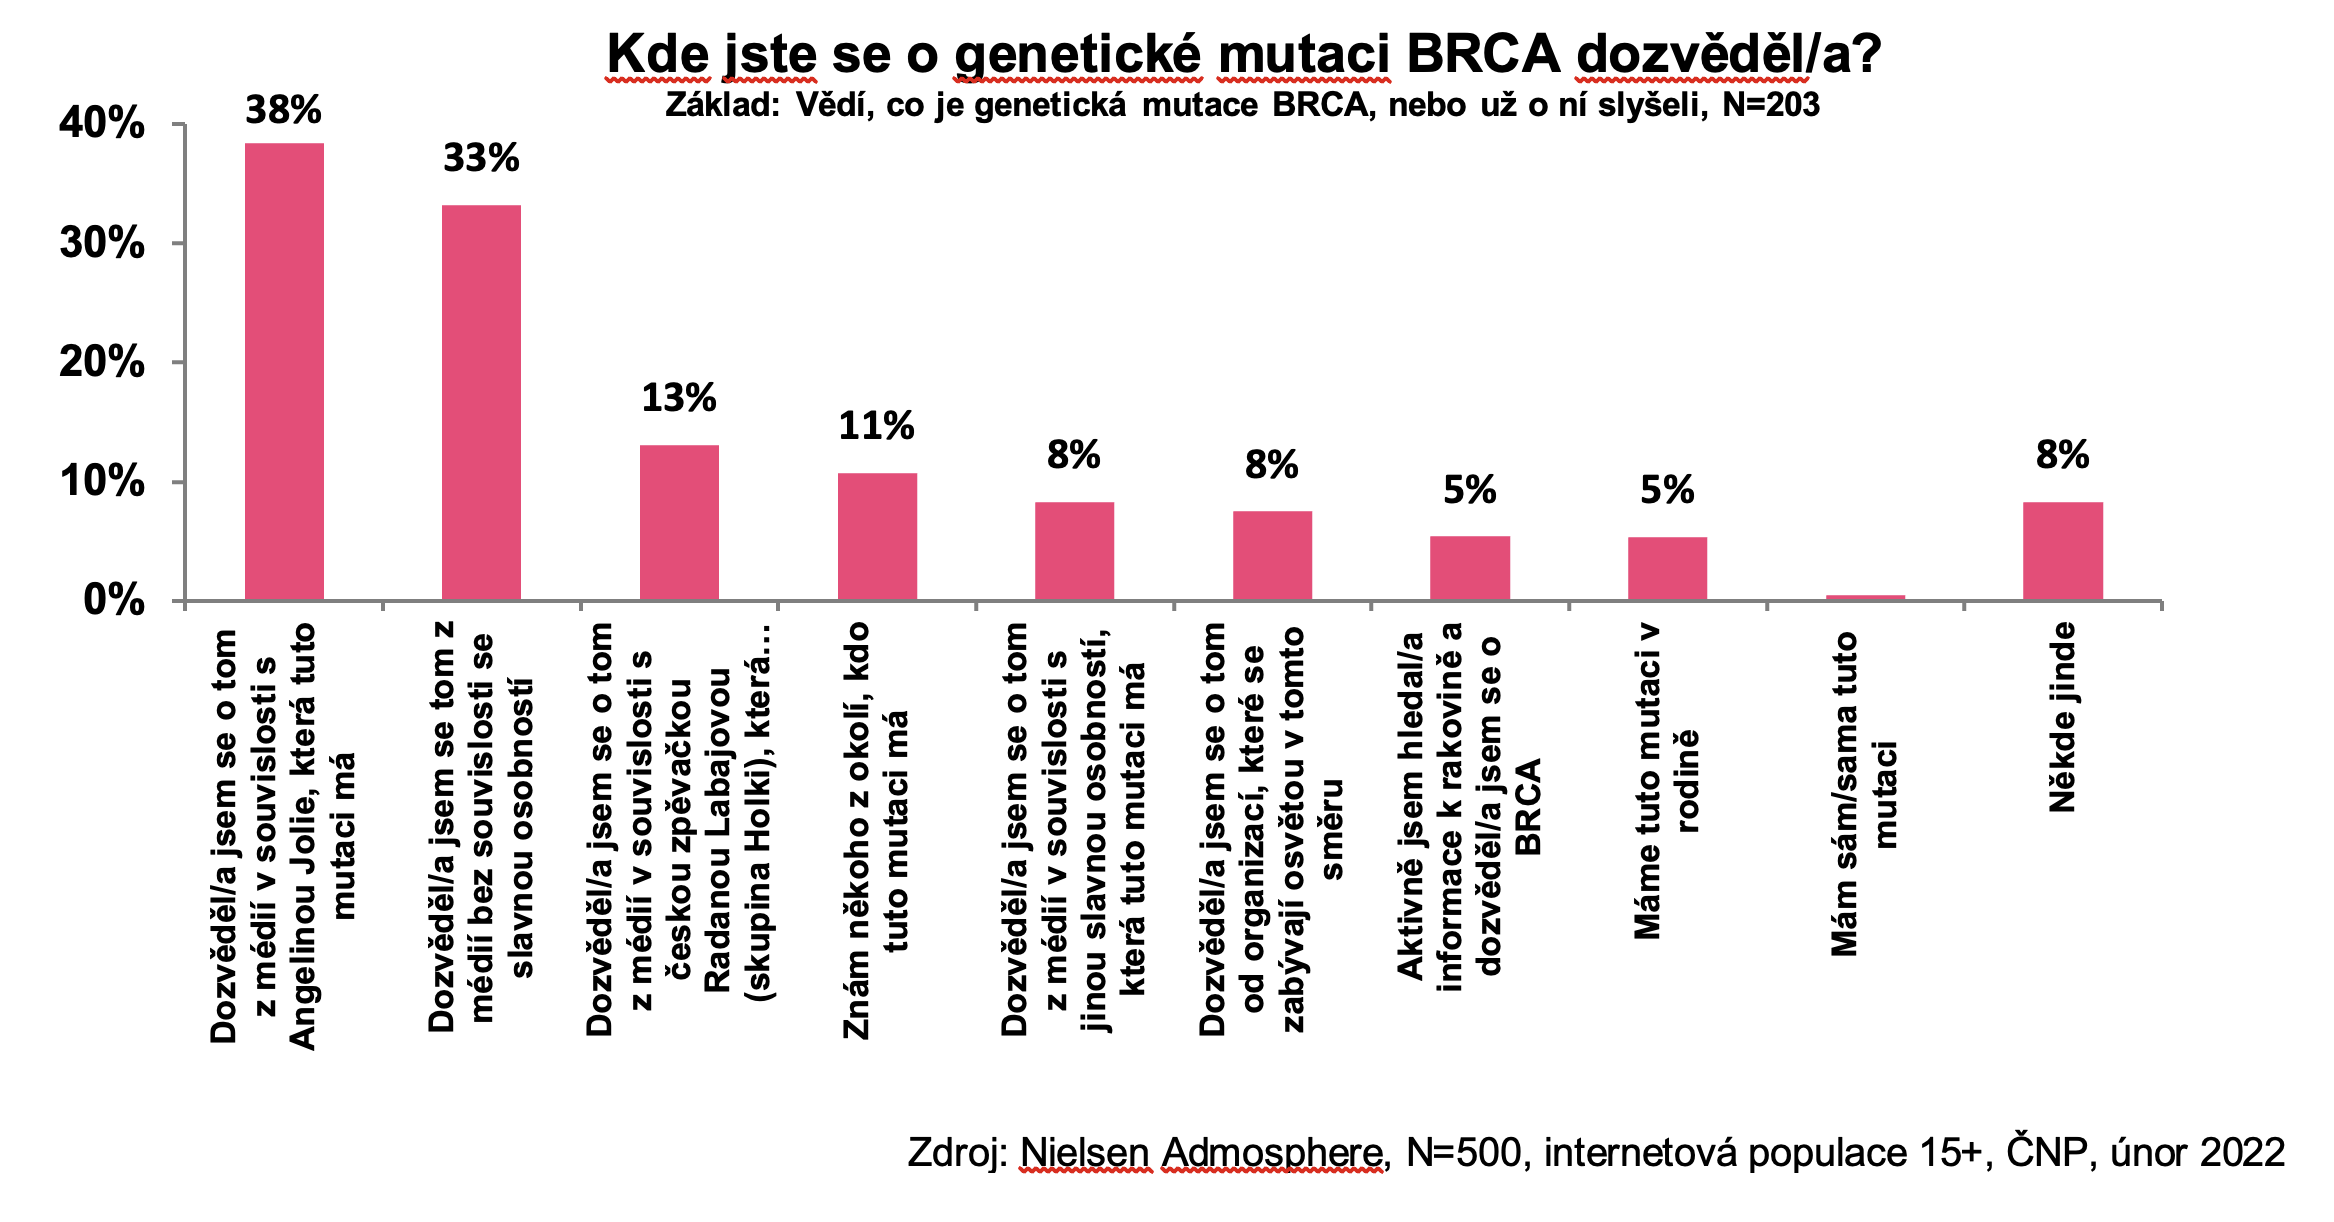 Kde jste se o genetické mutaci BRCA dozvěděl/a?
Základ: Vědí, co je genetická mutace BRCA, nebo už o ní slyšeli, N=203
40%
30%
20%
10%
0%
38%
33%
13%
11%
8%
8%
5%
5%
8%
Dozvěděl/a jsem se o tom
z médií v souvislosti s
Angelinou Jolie, která tuto
mutaci má
Dozvěděl/a jsem se tom z
médií bez souvislosti se
slavnou osobností
Dozvěděl/a jsem se o tom
z médií v souvislosti s
českou zpěvačkou
Radanou Labajovou
(skupina Holki), která…
Znám někoho z okolí, kdo
tuto mutaci má
Dozvěděl/a jsem se o tom
z médií v souvislosti s
jinou slavnou osobností,
která tuto mutaci má
Dozvěděl/a jsem se o tom
od organizací, které se
zabývají osvětou v tomto
směru
Aktivně jsem hledal/a
informace k rakovině a
dozvěděl/a jsem se o
BRCA
Máme tuto mutaci v
rodině
Mám sám/sama tuto
mutaci
Někde jinde
Zdroj: Nielsen Admosphere, N=500, internetová populace 15+, ČNP, únor 2022